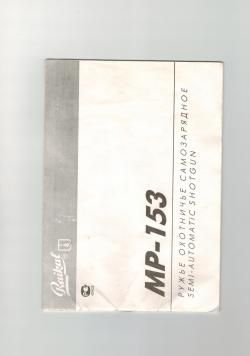 Baikal
MP-153
РУЖЬЕ ОХОТНИЧЬЕ САМОЗАРЯДНОЕ
SEMI-AUTOMATIC SHOTGUN